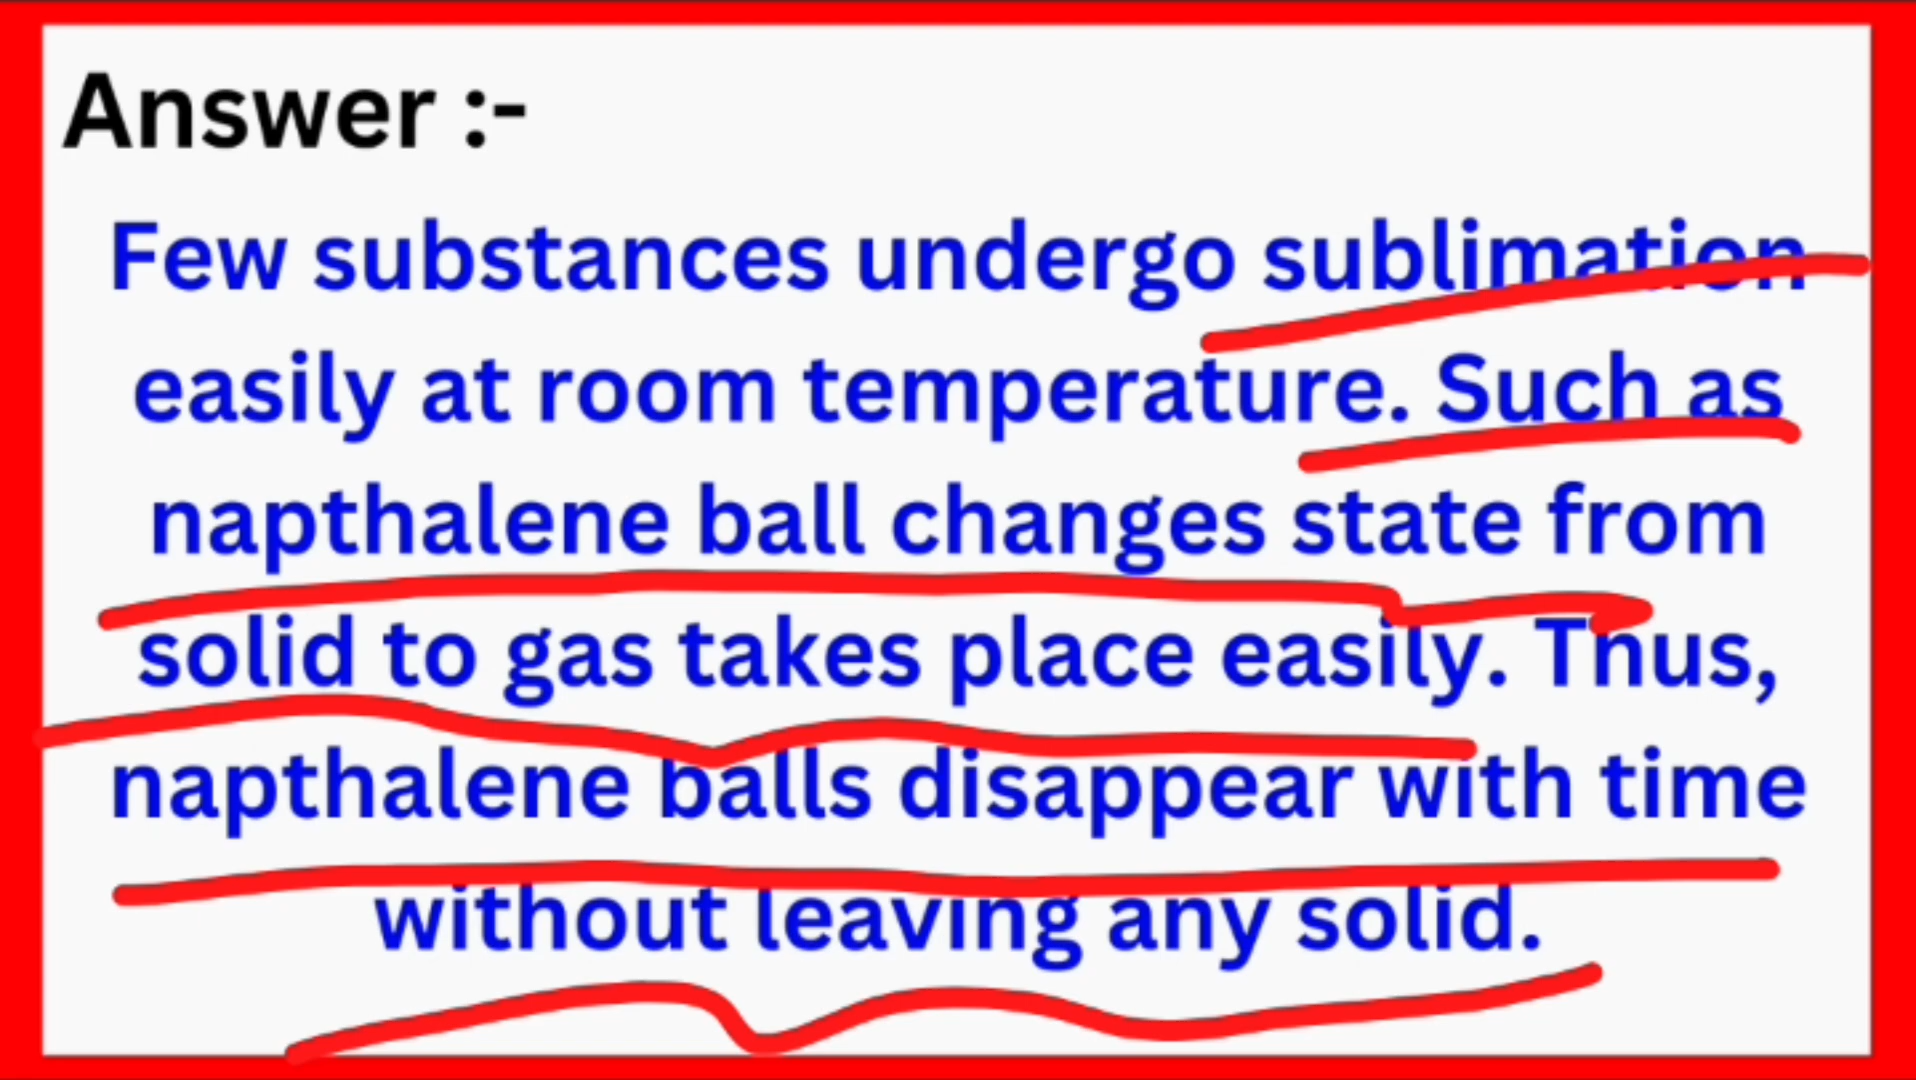 Answer :-
Few substances undergo sublimation
easily at room temperature. Such as
napthalene ball changes state from
solid to gas takes place easily. Thus,
napthalene balls disappear with time
without leaving any solid.